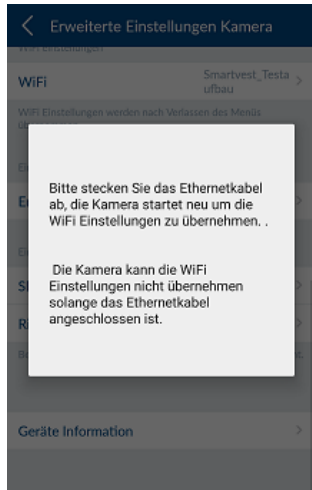 Erweiterte Einstellungen Kamera
WiFi Einstellungen
WiFi
Smartvest_Testa
ufbau
WiFi Einstellungen werden nach Verlassen des Menüs
Bitte stecken Sie das Ethernetkabel
ab, die Kamera startet neu um die
WiFi Einstellungen zu übernehmen. .
Die Kamera kann die WiFi
Einstellungen nicht übernehmen
solange das Ethernetkabel
angeschlossen ist.
Geräte Information